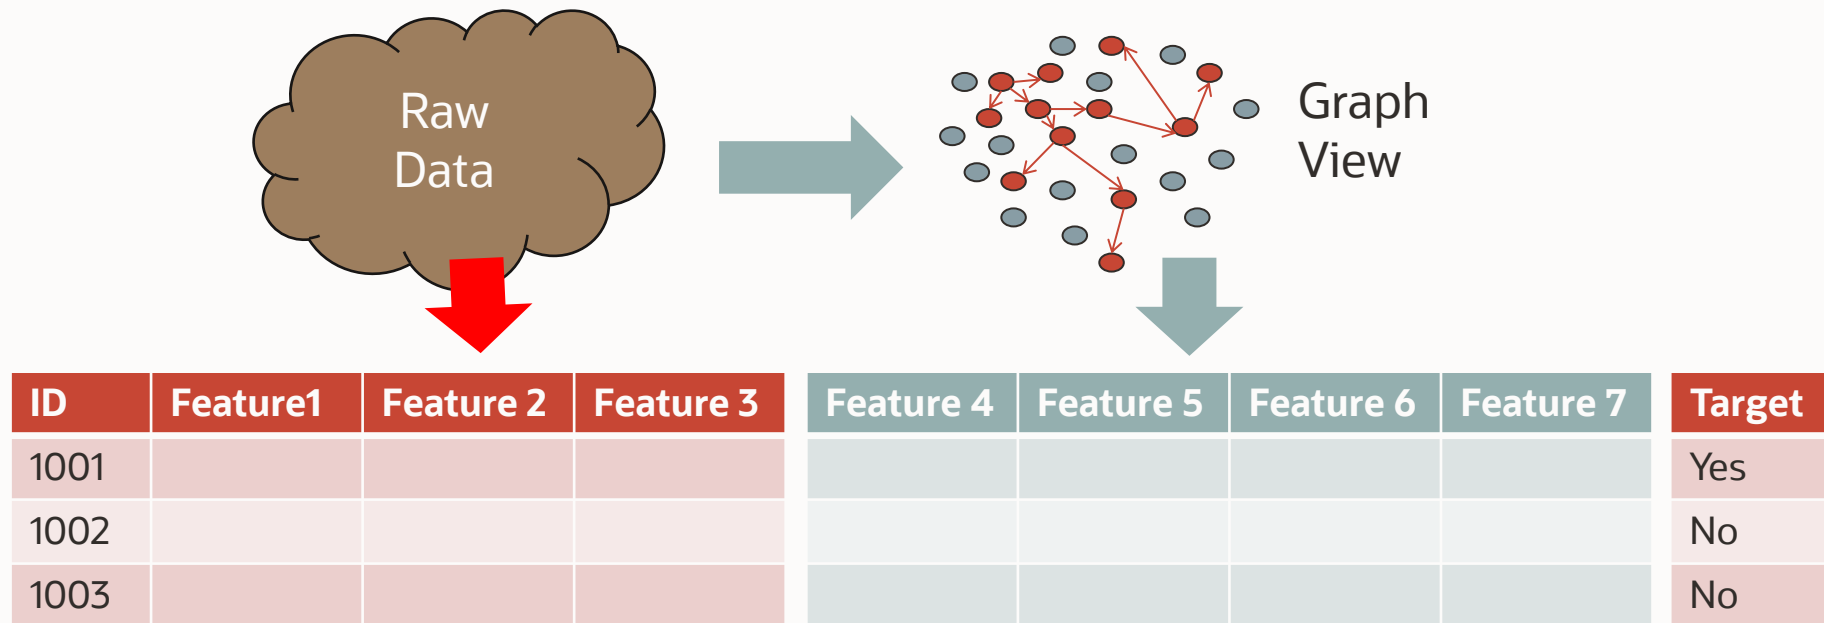 Raw
Data
Graph
View
ID Feature1 Feature 2 Feature 3 Feature 4 Feature 5 Feature 6 Feature 7 Target
1001 Yes
1002 No
1003 No